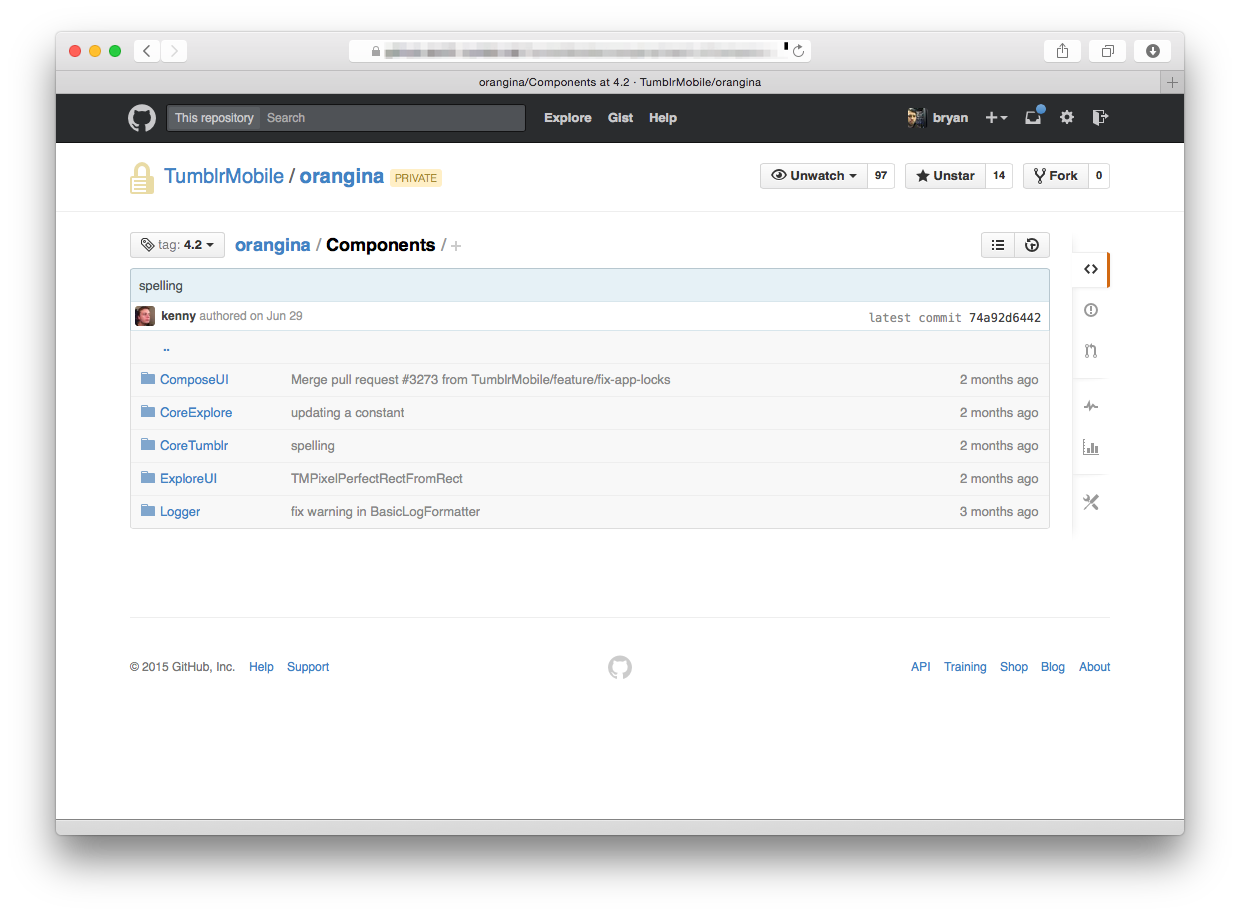 orangina/Components at 4.2 · TumblrMobile/orangina
This repository Search Explore Gist Help bryan
TumblrMobile / orangina PRIVATE Unwatch 97 Unstar 14 Fork 0
tag: 4.2 orangina / Components / +
spelling
kenny authored on Jun 29 latest commit 74a92d6442
..
ComposeUI Merge pull request #3273 from TumblrMobile/feature/fix-app-locks 2 months ago
CoreExplore updating a constant 2 months ago
CoreTumblr spelling 2 months ago
ExploreUI TMPixelPerfectRectFromRect 2 months ago
Logger fix warning in BasicLogFormatter 3 months ago
© 2015 GitHub, Inc. Help Support API Training Shop Blog About